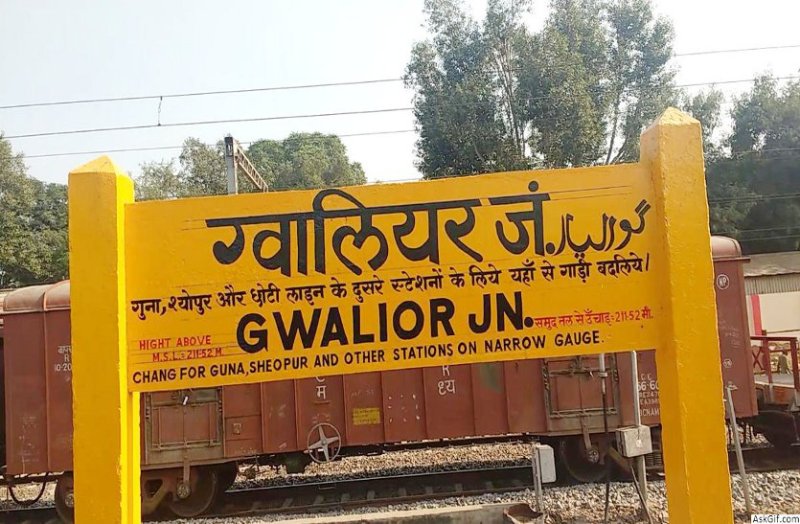 ग्वालियर जं. گوالیار
गुना, श्योपुर और छोटी लाइन के दुसरे स्टेशनों के लिये यहाँ से गाड़ी बदलिये।
GWALIOR JN.
HIGHT ABOVE
M.S.L.=211·52 M.
समुद्र तल से उँचाइ=211·52 मी.
CHANG FOR GUNA, SHEOPUR AND OTHER STATIONS ON NARROW GAUGE.
AskGif.com